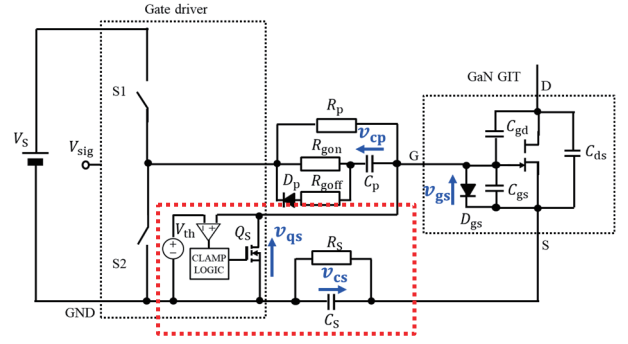 Gate driver
GaN GIT
D
S1
R_p
v_cp
C_gd
V_S
V_sig
R_gon
G
C_ds
D_p
R_goff
C_p
v_gs
C_gs
D_gs
V_th
Q_S
CLAMP
LOGIC
v_qs
R_S
v_cs
S
S2
GND
C_S